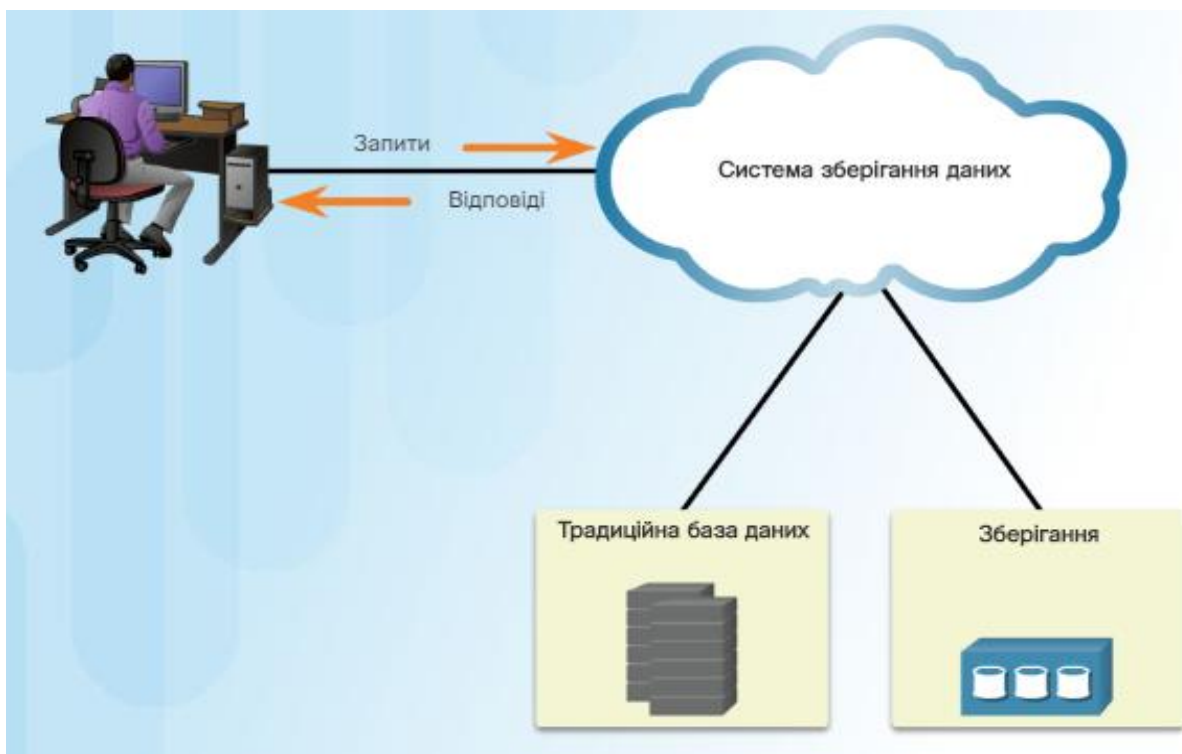 Запити
Відповіді
Система зберігання даних
Традиційна база даних
Зберігання